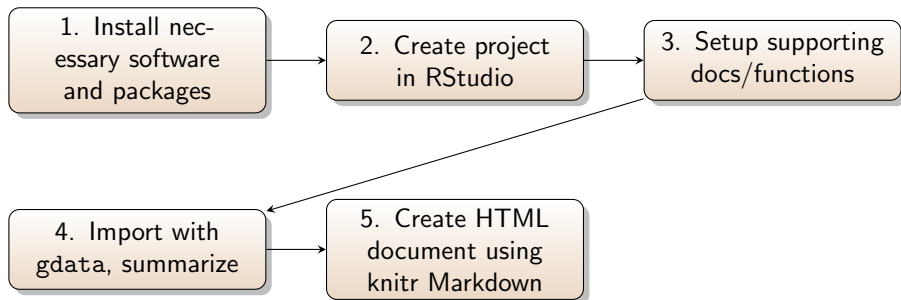 1. Install nec-
essary software
and packages
2. Create project
in RStudio
3. Setup supporting
docs/functions
4. Import with
gdata, summarize
5. Create HTML
document using
knitr Markdown